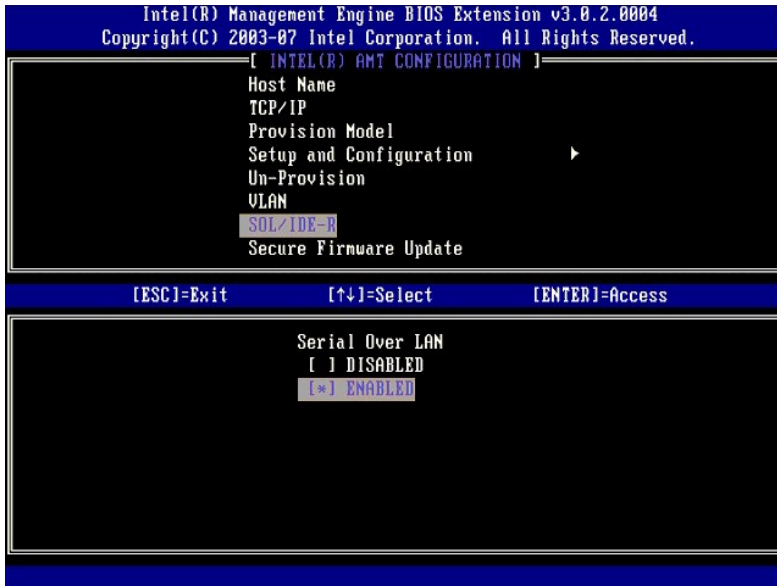 Intel(R) Management Engine BIOS Extension v3.0.2.0004
Copyright(C) 2003-07 Intel Corporation. All Rights Reserved.
[ INTEL(R) AMT CONFIGURATION ]
Host Name
TCP/IP
Provision Model
Setup and Configuration
Un-Provision
VLAN
SOL/IDE-R
Secure Firmware Update
[ESC]=Exit [↑↓]=Select [ENTER]=Access
Serial Over LAN
[ ] DISABLED
[*] ENABLED